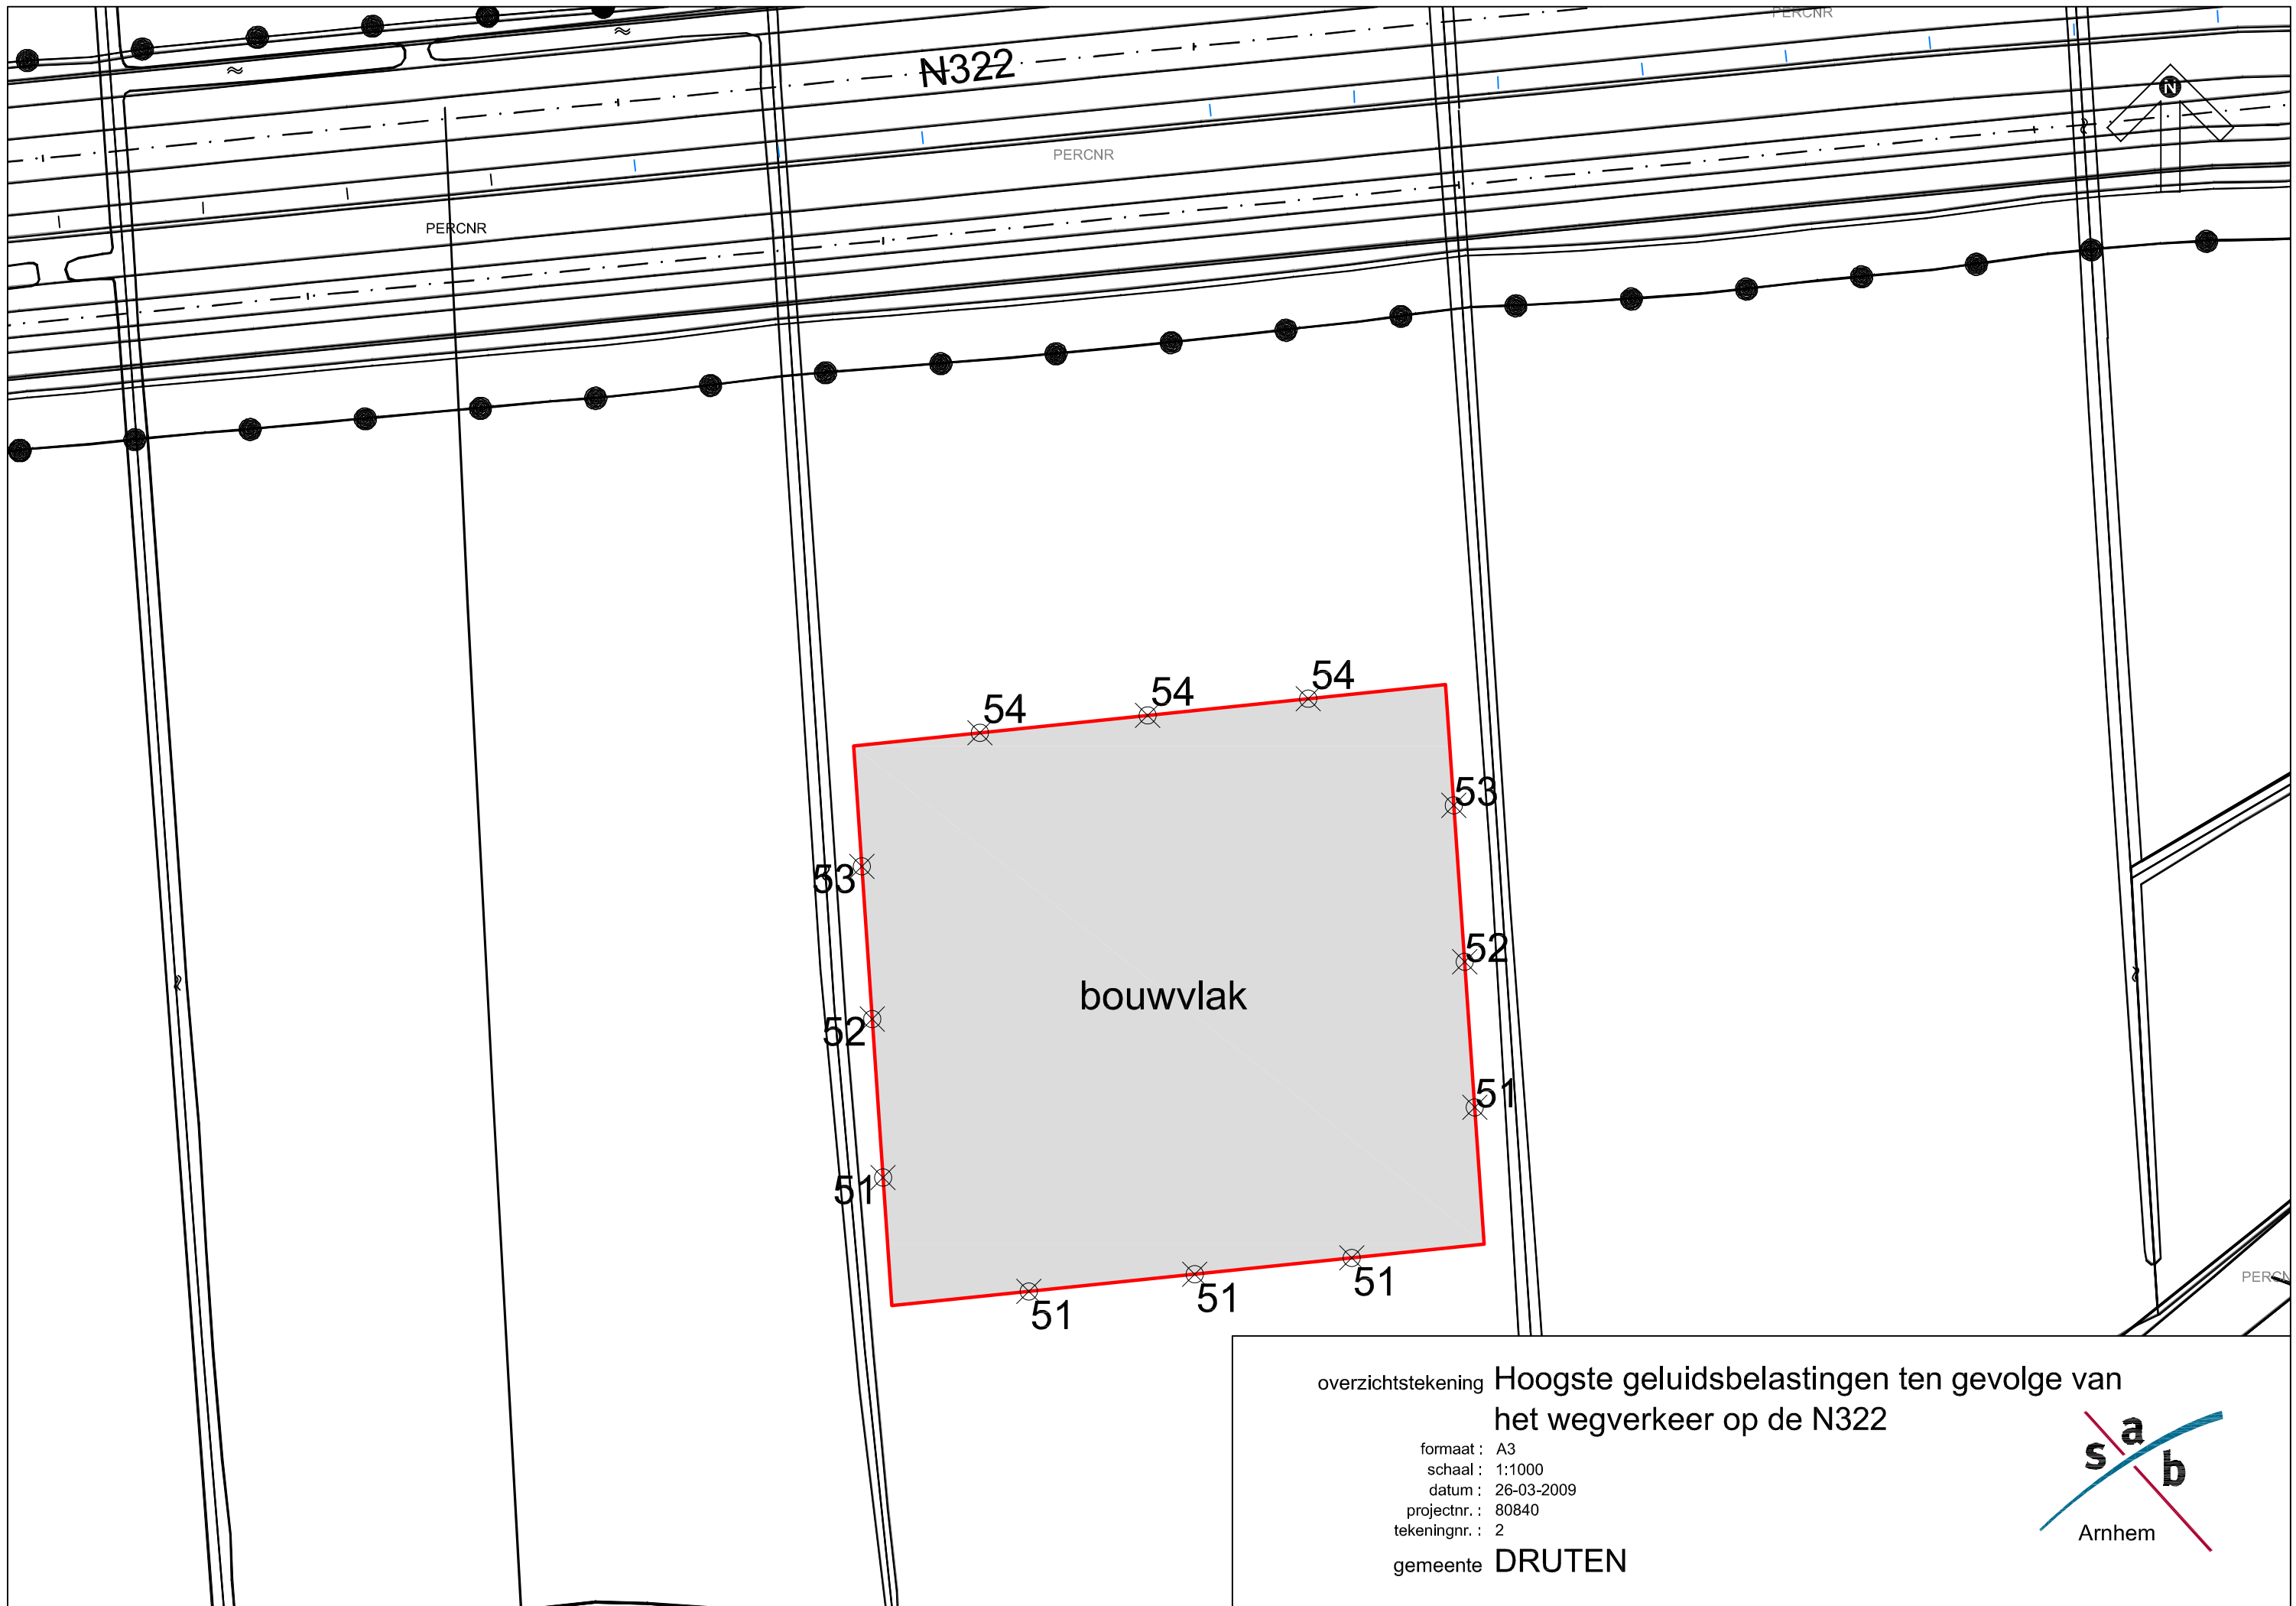 PERCNR
N322
N
PERCNR
PERCNR
54
54
54
53
53
52
52
bouwvlak
51
51
51
51
51
PERCN
overzichtstekening Hoogste geluidsbelastingen ten gevolge van
het wegverkeer op de N322
formaat : A3
schaal : 1:1000
datum : 26-03-2009
projectnr. : 80840
tekeningnr. : 2
gemeente DRUTEN
s a b
Arnhem